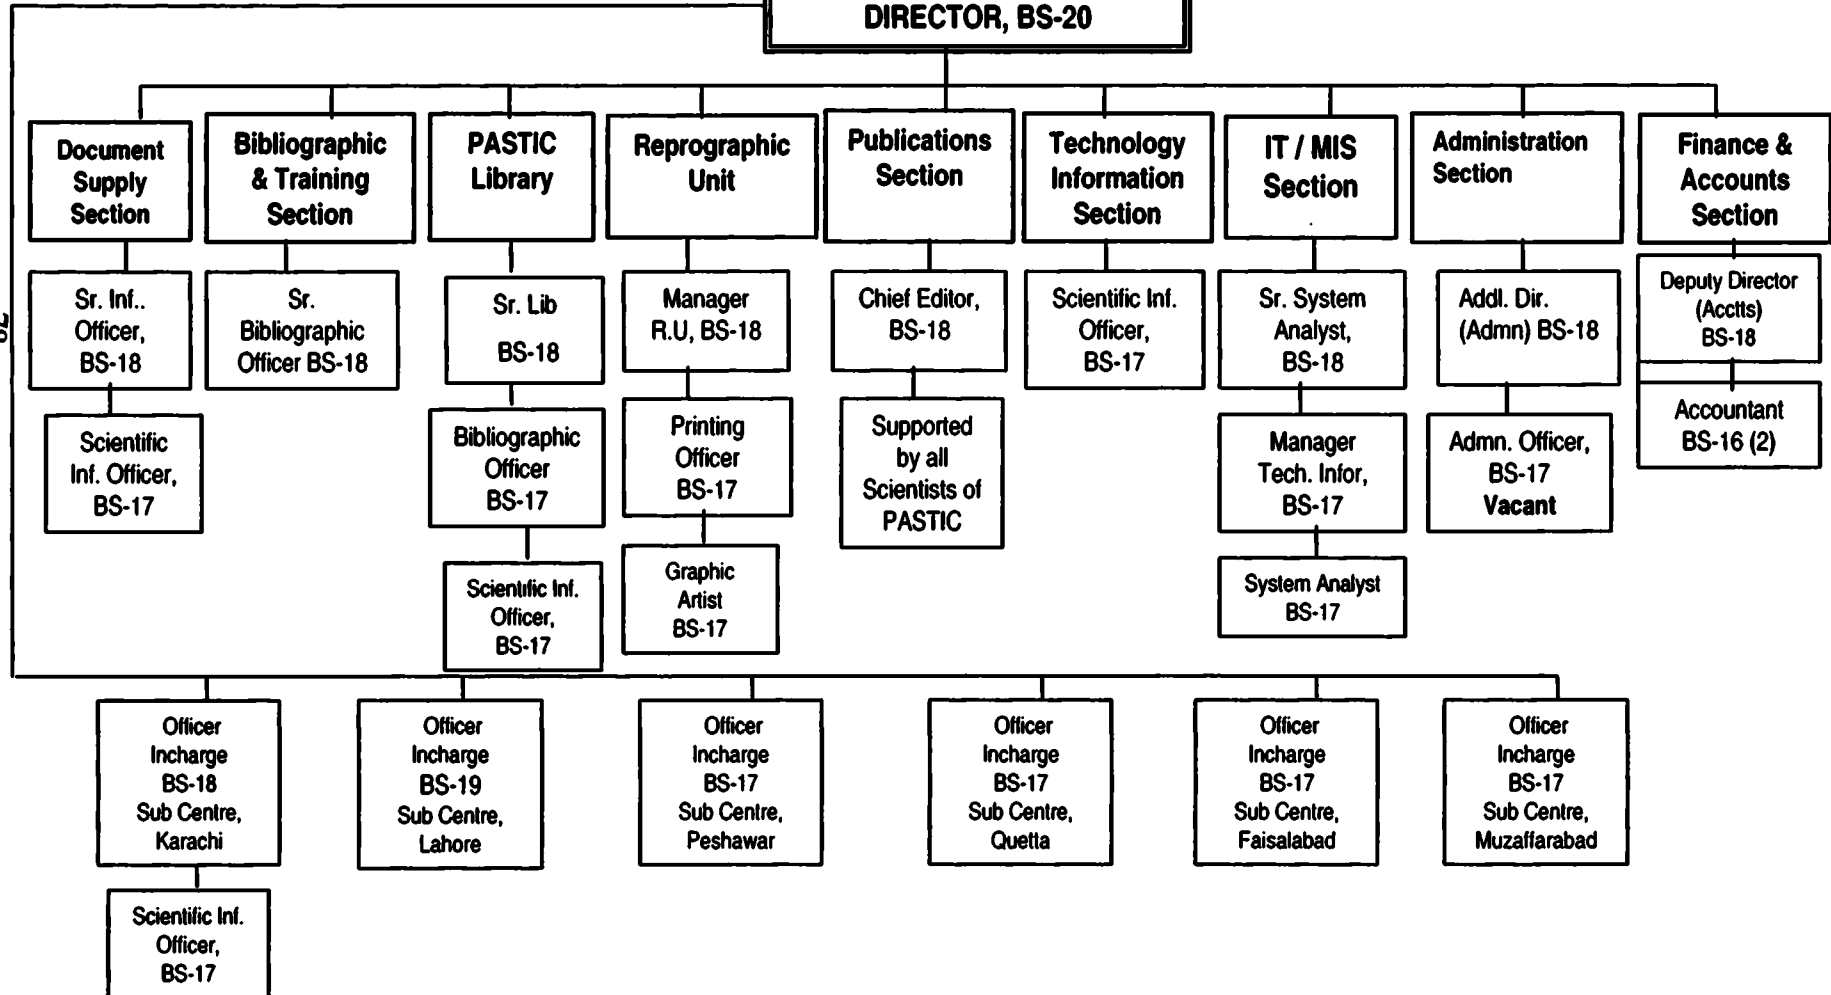 DIRECTOR, BS-20
Document
Supply
Section
Bibliographic
& Training
Section
PASTIC
Library
Reprographic
Unit
Publications
Section
Technology
Information
Section
IT / MIS
Section
Administration
Section
Finance &
Accounts
Section
Sr. Inf..
Officer,
BS-18
Sr.
Bibliographic
Officer BS-18
Sr. Lib
BS-18
Manager
R.U, BS-18
Chief Editor,
BS-18
Scientific Inf.
Officer,
BS-17
Sr. System
Analyst,
BS-18
Addl. Dir.
(Admn) BS-18
Deputy Director
(Acctts)
BS-18
Scientific
Inf. Officer,
BS-17
Bibliographic
Officer
BS-17
Printing
Officer
BS-17
Supported
by all
Scientists of
PASTIC
Manager
Tech. Infor,
BS-17
Admn. Officer,
BS-17
Vacant
Accountant
BS-16 (2)
Scientific Inf.
Officer,
BS-17
Graphic
Artist
BS-17
System Analyst
BS-17
Officer
Incharge
BS-18
Sub Centre,
Karachi
Officer
Incharge
BS-19
Sub Centre,
Lahore
Officer
Incharge
BS-17
Sub Centre,
Peshawar
Officer
Incharge
BS-17
Sub Centre,
Quetta
Officer
Incharge
BS-17
Sub Centre,
Faisalabad
Officer
Incharge
BS-17
Sub Centre,
Muzaffarabad
Scientific Inf.
Officer,
BS-17